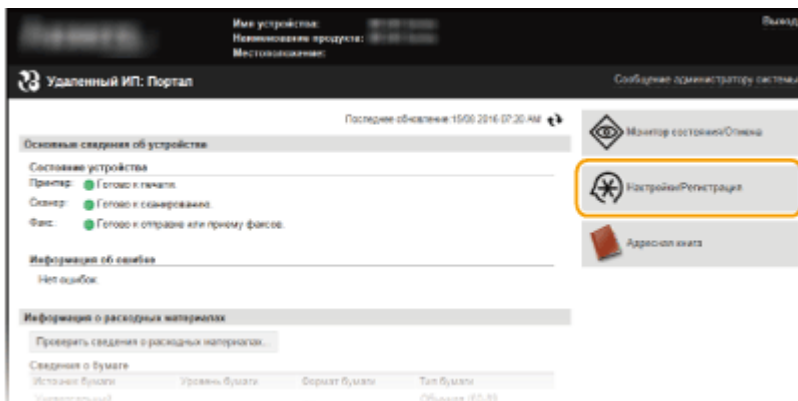 Имя устройства:
Наименование продукта:
Местоположение:
Выход
Удаленный ИП: Портал
Сообщение администратору системы
Последнее обновление:15/08 2016 07:20 AM
Основные сведения об устройстве
Состояние устройства
Принтер: Готово к печати.
Сканер: Готово к сканированию.
Факс: Готово к отправке или приему факсов.
Информация об ошибке
Нет ошибок.
Информация о расходных материалах
Проверить сведения о расходных материалах...
Сведения о бумаге
Источник бумаги Уровень бумаги Формат бумаги Тип бумаги
Универсальный Обычная
Монитор состояния/Отмена
Настройки/Регистрация
Адресная книга